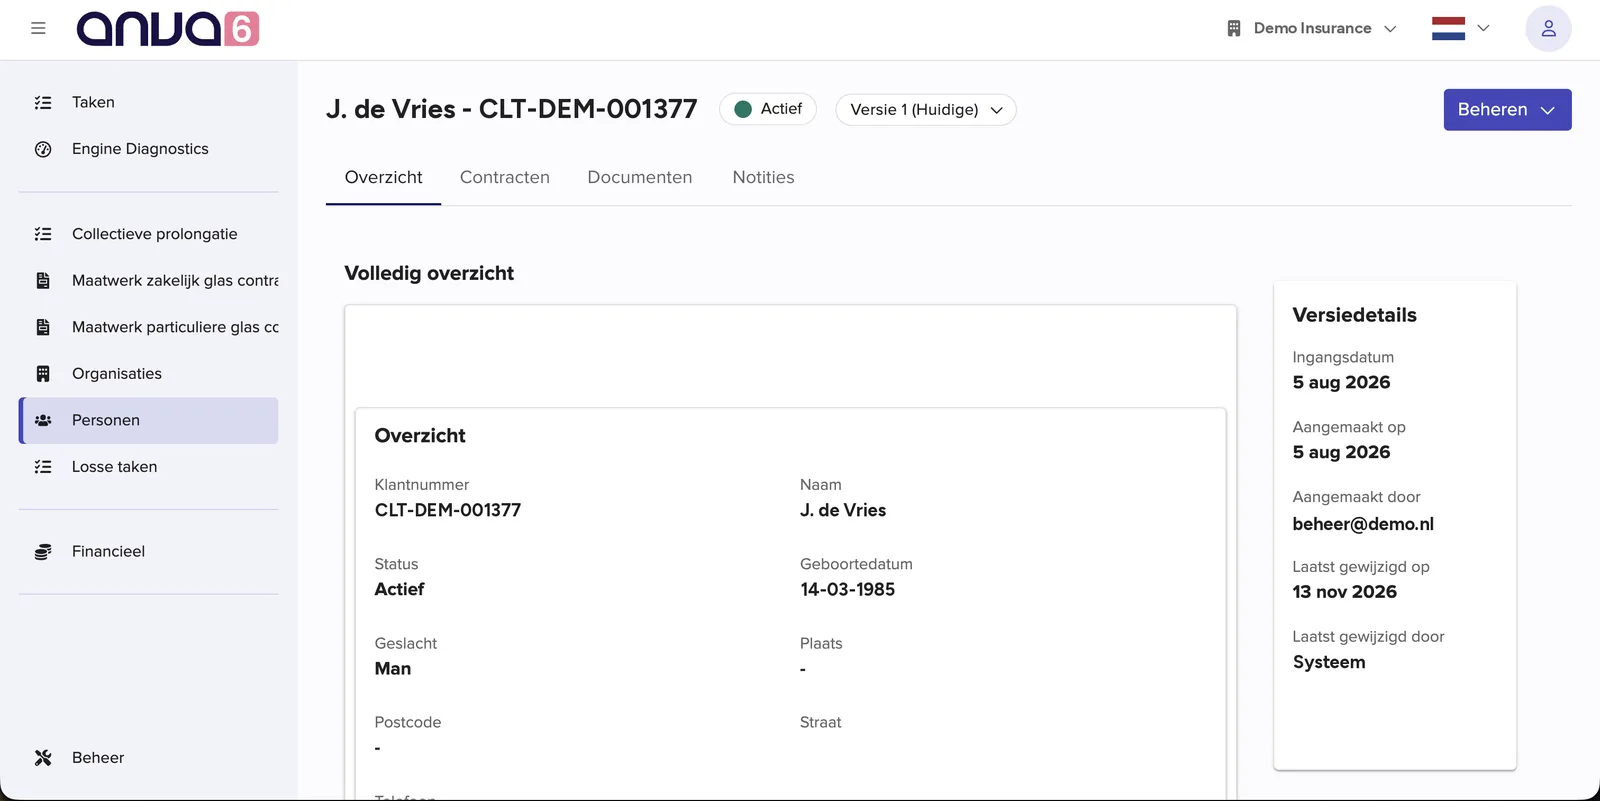 anva6
Demo Insurance
Taken
Engine Diagnostics
Collectieve prolongatie
Maatwerk zakelijk glas contra
Maatwerk particuliere glas co
Organisaties
Personen
Losse taken
Financieel
Beheer
J. de Vries - CLT-DEM-001377
Actief
Versie 1 (Huidige)
Beheren
Overzicht
Contracten
Documenten
Notities
Volledig overzicht
Overzicht
Klantnummer
CLT-DEM-001377
Naam
J. de Vries
Status
Actief
Geboortedatum
14-03-1985
Geslacht
Man
Plaats
-
Postcode
-
Straat
Telefoon
Versiedetails
Ingangsdatum
5 aug 2026
Aangemaakt op
5 aug 2026
Aangemaakt door
beheer@demo.nl
Laatst gewijzigd op
13 nov 2026
Laatst gewijzigd door
Systeem